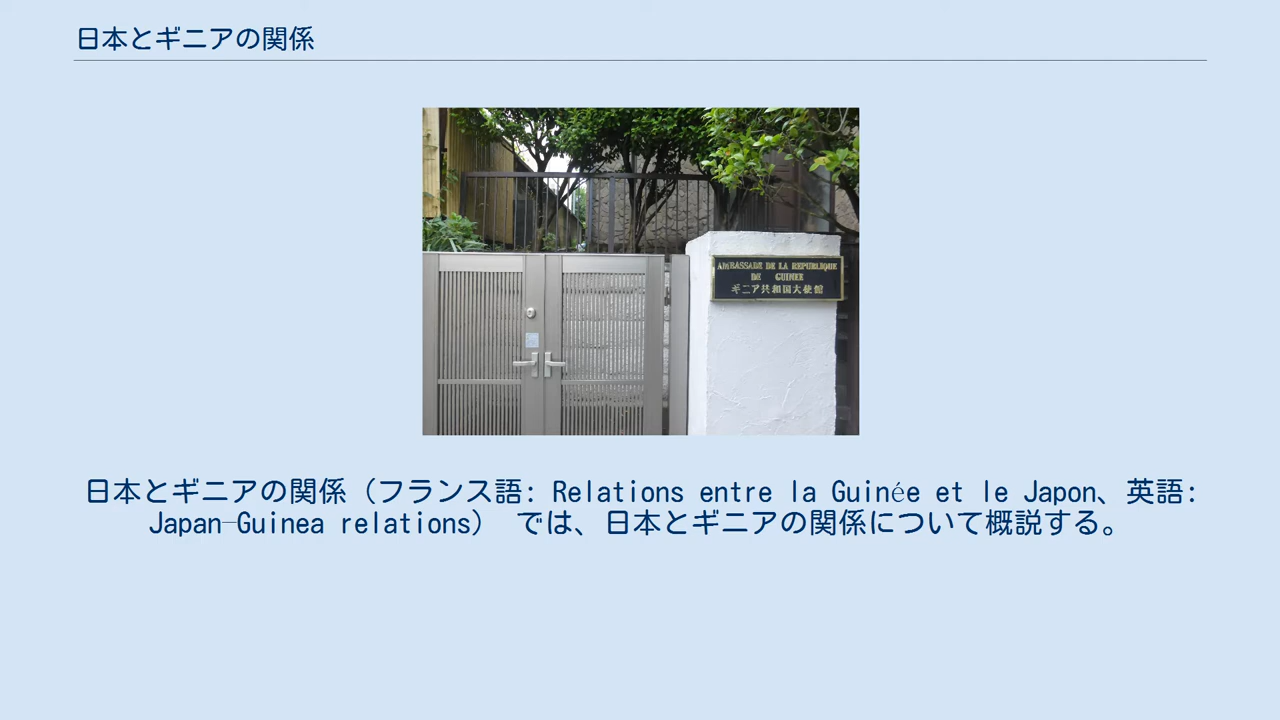 日本とギニアの関係
AMBASSADE DE LA REPUBLIQUE
DE GUINEE
ギニア共和国大使館
日本とギニアの関係（フランス語: Relations entre la Guinée et le Japon、英語:
Japan–Guinea relations） では、日本とギニアの関係について概説する。